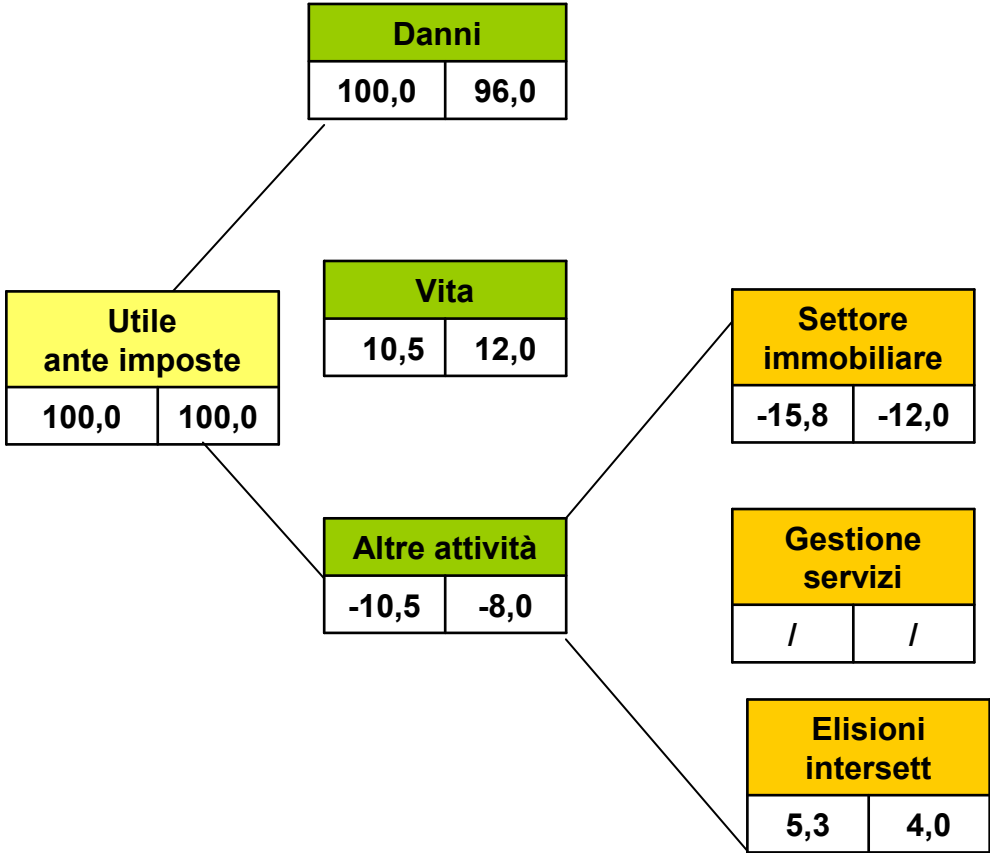 Danni
100,0 96,0
Utile
ante imposte
100,0 100,0
Vita
10,5 12,0
Altre attività
-10,5 -8,0
Settore
immobiliare
-15,8 -12,0
Gestione
servizi
/ /
Elisioni
intersett
5,3 4,0